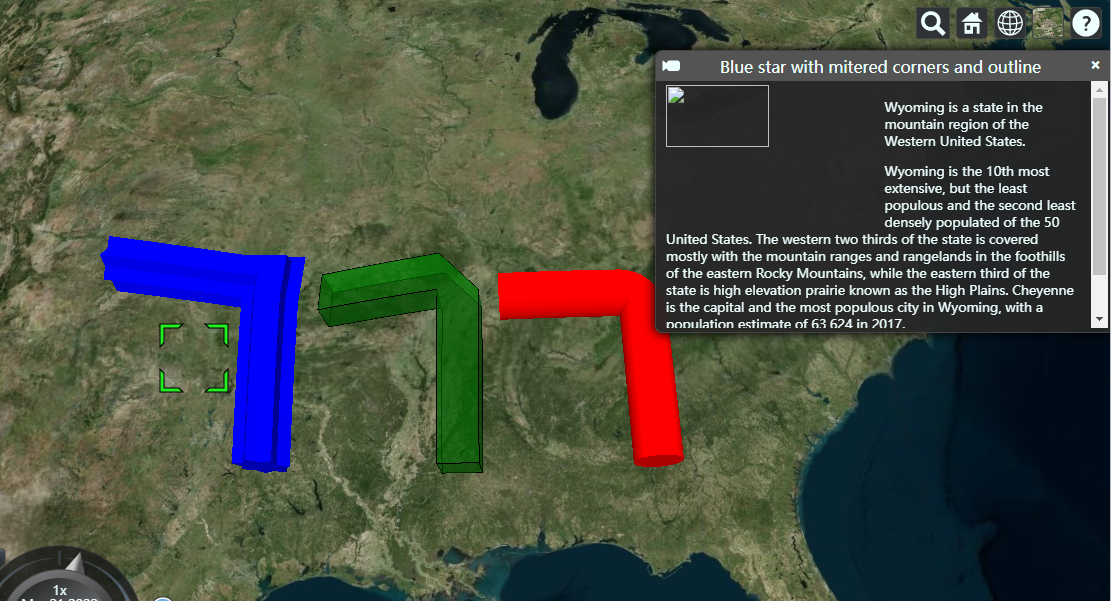 Blue star with mitered corners and outline
Wyoming is a state in the
mountain region of the
Western United States.
Wyoming is the 10th most
extensive, but the least
populous and the second least
densely populated of the 50
United States. The western two thirds of the state is covered
mostly with the mountain ranges and rangelands in the foothills
of the eastern Rocky Mountains, while the eastern third of the
state is high elevation prairie known as the High Plains. Cheyenne
is the capital and the most populous city in Wyoming, with a
population estimate of 63,624 in 2017.
1x